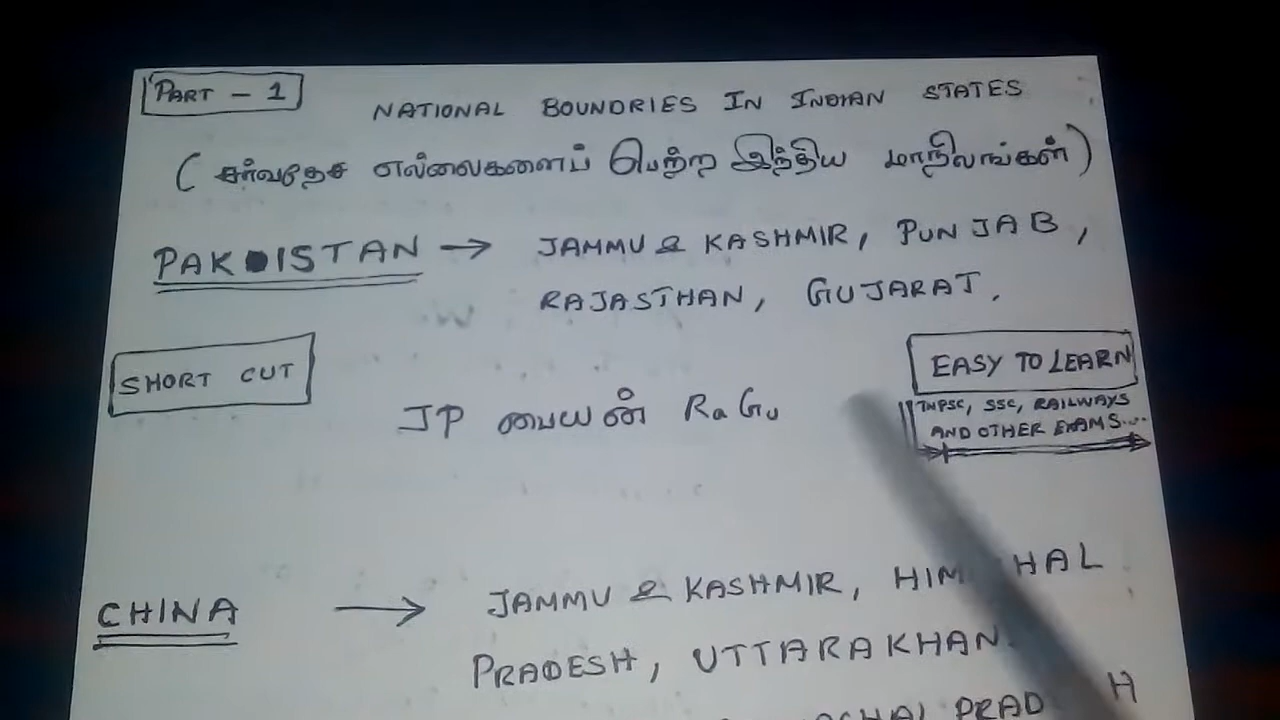 PART - 1
NATIONAL BOUNDRIES IN INDIAN STATES
( சர்வதேச எல்லைகளைப் பெற்ற இந்திய மாநிலங்கள் )
PAKISTAN → JAMMU & KASHMIR, PUNJAB,
RAJASTHAN, GUJARAT.
SHORT CUT
EASY TO LEARN
TNPSC, SSC, RAILWAYS
AND OTHER EXAMS...
JP பையன் RaGu
CHINA → JAMMU & KASHMIR,
PRADESH, UTTARAKHAN